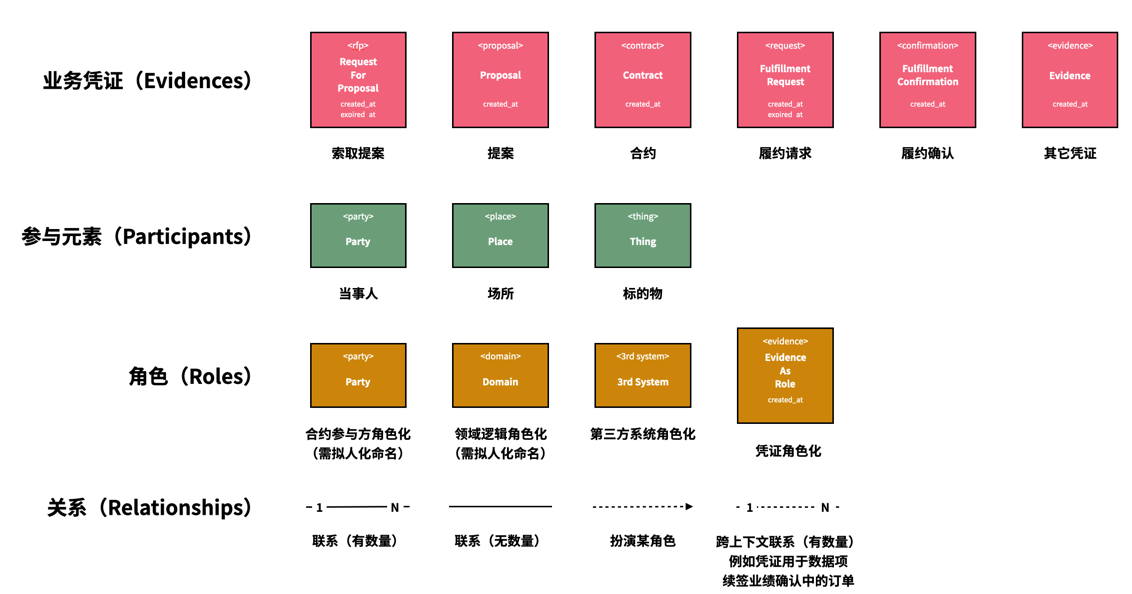 业务凭证（Evidences）
<rfp>
Request
For
Proposal
created_at
expired_at
索取提案
<proposal>
Proposal
created_at
提案
<contract>
Contract
created_at
合约
<request>
Fulfillment
Request
created_at
expired_at
履约请求
<confirmation>
Fulfillment
Confirmation
created_at
履约确认
<evidence>
Evidence
created_at
其它凭证
参与元素（Participants）
<party>
Party
当事人
<place>
Place
场所
<thing>
Thing
标的物
角色（Roles）
<party>
Party
合约参与方角色化
（需拟人化命名）
<domain>
Domain
领域逻辑角色化
（需拟人化命名）
<3rd system>
3rd System
第三方系统角色化
<evidence>
Evidence
As
Role
created_at
凭证角色化
关系（Relationships）
1 N
联系（有数量）
联系（无数量）
扮演某角色
1 N
跨上下文联系（有数量）
例如凭证用于数据项
续签业绩确认中的订单